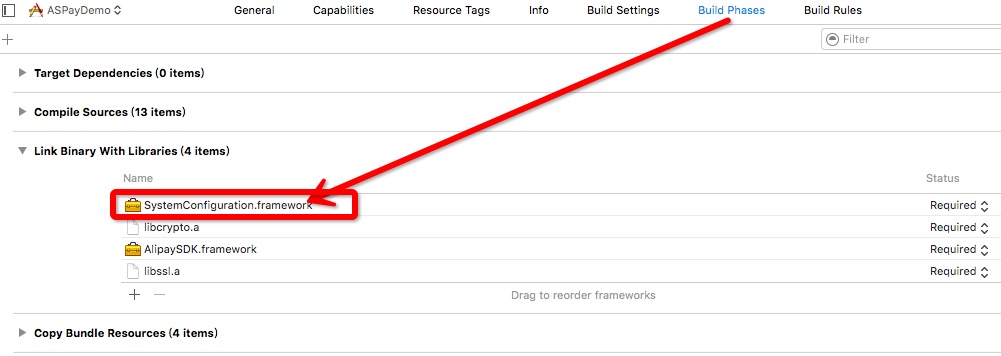 ASPayDemo
General Capabilities Resource Tags Info Build Settings Build Phases Build Rules
+ Filter
Target Dependencies (0 items)
Compile Sources (13 items)
Link Binary With Libraries (4 items)
Name Status
SystemConfiguration.framework Required
libcrypto.a Required
AlipaySDK.framework Required
libssl.a Required
+ — Drag to reorder frameworks
Copy Bundle Resources (4 items)